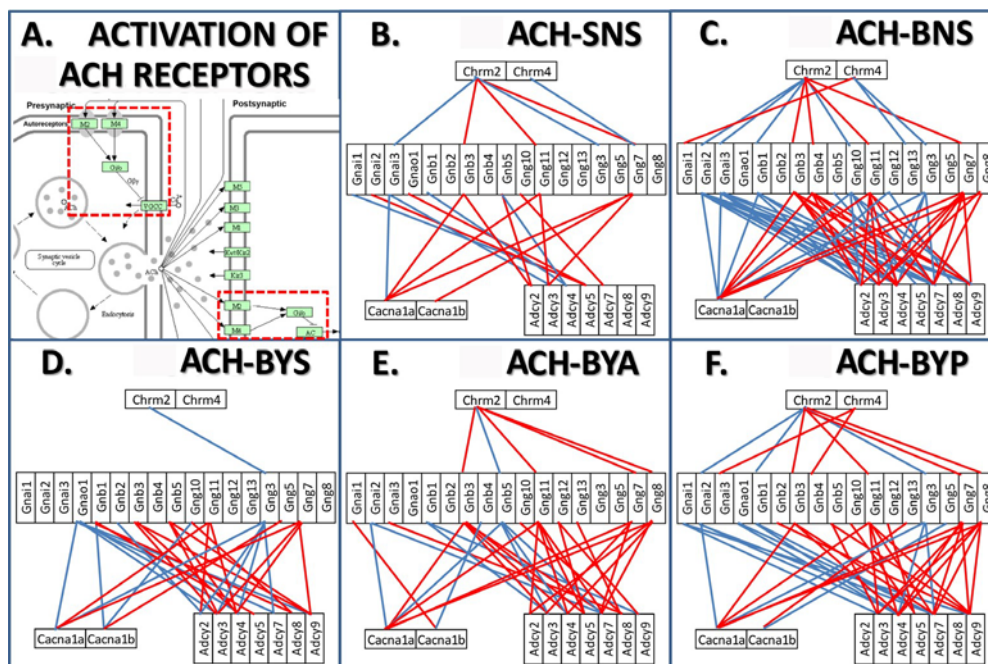 A. ACTIVATION OF
ACH RECEPTORS
Presynaptic
Postsynaptic
Autoreceptors
M2
M4
Gβγ
VGCC
Synaptic vesicle
cycle
ACh
Endocytosis
M5
M3
M1
Kir3
M2
M4
AC
B. ACH-SNS
Chrm2 Chrm4
Gnai1 Gnai2 Gnai3 Gnao1 Gnb1 Gnb2 Gnb3 Gnb4 Gnb5 Gng10 Gng11 Gng12 Gng13 Gng3 Gng5 Gng7 Gng8
Cacna1a Cacna1b
Adcy2 Adcy3 Adcy4 Adcy5 Adcy7 Adcy8 Adcy9
C. ACH-BNS
Chrm2 Chrm4
Gnai1 Gnai2 Gnai3 Gnao1 Gnb1 Gnb2 Gnb3 Gnb4 Gnb5 Gng10 Gng11 Gng12 Gng13 Gng3 Gng5 Gng7 Gng8
Cacna1a Cacna1b
Adcy2 Adcy3 Adcy4 Adcy5 Adcy7 Adcy8 Adcy9
D. ACH-BYS
Chrm2 Chrm4
Gnai1 Gnai2 Gnai3 Gnao1 Gnb1 Gnb2 Gnb3 Gnb4 Gnb5 Gng10 Gng11 Gng12 Gng13 Gng3 Gng5 Gng7 Gng8
Cacna1a Cacna1b
Adcy2 Adcy3 Adcy4 Adcy5 Adcy7 Adcy8 Adcy9
E. ACH-BYA
Chrm2 Chrm4
Gnai1 Gnai2 Gnai3 Gnao1 Gnb1 Gnb2 Gnb3 Gnb4 Gnb5 Gng10 Gng11 Gng12 Gng13 Gng3 Gng5 Gng7 Gng8
Cacna1a Cacna1b
Adcy2 Adcy3 Adcy4 Adcy5 Adcy7 Adcy8 Adcy9
F. ACH-BYP
Chrm2 Chrm4
Gnai1 Gnai2 Gnai3 Gnao1 Gnb1 Gnb2 Gnb3 Gnb4 Gnb5 Gng10 Gng11 Gng12 Gng13 Gng3 Gng5 Gng7 Gng8
Cacna1a Cacna1b
Adcy2 Adcy3 Adcy4 Adcy5 Adcy7 Adcy8 Adcy9